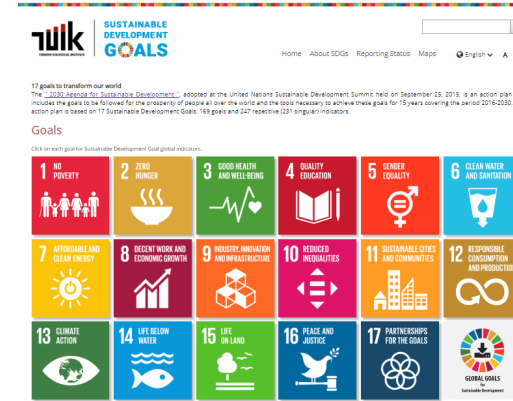 TUİK
SUSTAINABLE
DEVELOPMENT
GOALS
Home About SDGs Reporting Status Maps English A
17 goals to transform our world
The "2030 Agenda for Sustainable Development", adopted at the United Nations Sustainable Development Summit held on September 25, 2015, is an action plan
includes the goals to be followed for the prosperity of people all over the world and the tools necessary to achieve these goals for 15 years covering the period 2016-2030.
action plan is based on 17 Sustainable Development Goals, 169 goals and 247 repetitive (231 singular) indicators.
Goals
Click on each goal for Sustainable Development Goal global indicators.
1 NO POVERTY
2 ZERO HUNGER
3 GOOD HEALTH AND WELL-BEING
4 QUALITY EDUCATION
5 GENDER EQUALITY
6 CLEAN WATER AND SANITATION
7 AFFORDABLE AND CLEAN ENERGY
8 DECENT WORK AND ECONOMIC GROWTH
9 INDUSTRY, INNOVATION AND INFRASTRUCTURE
10 REDUCED INEQUALITIES
11 SUSTAINABLE CITIES AND COMMUNITIES
12 RESPONSIBLE CONSUMPTION AND PRODUCTION
13 CLIMATE ACTION
14 LIFE BELOW WATER
15 LIFE ON LAND
16 PEACE AND JUSTICE
17 PARTNERSHIPS FOR THE GOALS
GLOBAL GOALS
for
Sustainable Development